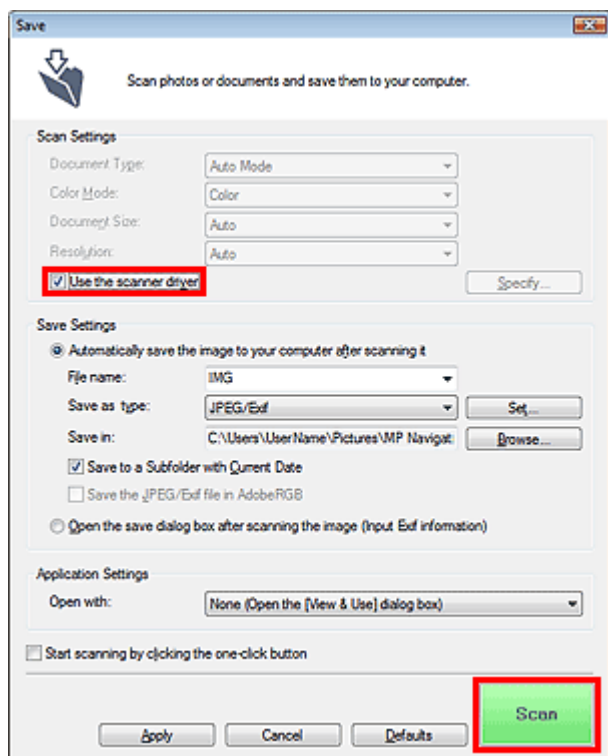 Save
Scan photos or documents and save them to your computer.
Scan Settings
Document Type: Auto Mode
Color Mode: Color
Document Size: Auto
Resolution: Auto
Use the scanner driver Specify...
Save Settings
Automatically save the image to your computer after scanning it
File name: IMG
Save as type: JPEG/Exif Set...
Save in: C:\Users\UserName\Pictures\MP Navigat Browse...
Save to a Subfolder with Current Date
Save the JPEG/Exif file in AdobeRGB
Open the save dialog box after scanning the image (Input Exif information)
Application Settings
Open with: None (Open the [View & Use] dialog box)
Start scanning by clicking the one-click button
Scan
Apply Cancel Defaults